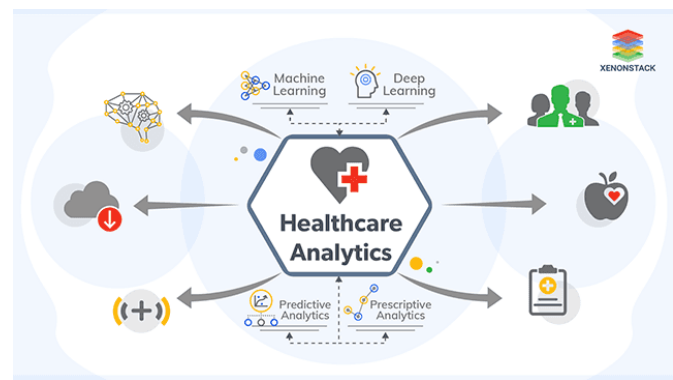 XENONSTACK
Machine
Learning
Deep
Learning
Healthcare
Analytics
Predictive
Analytics
Prescriptive
Analytics